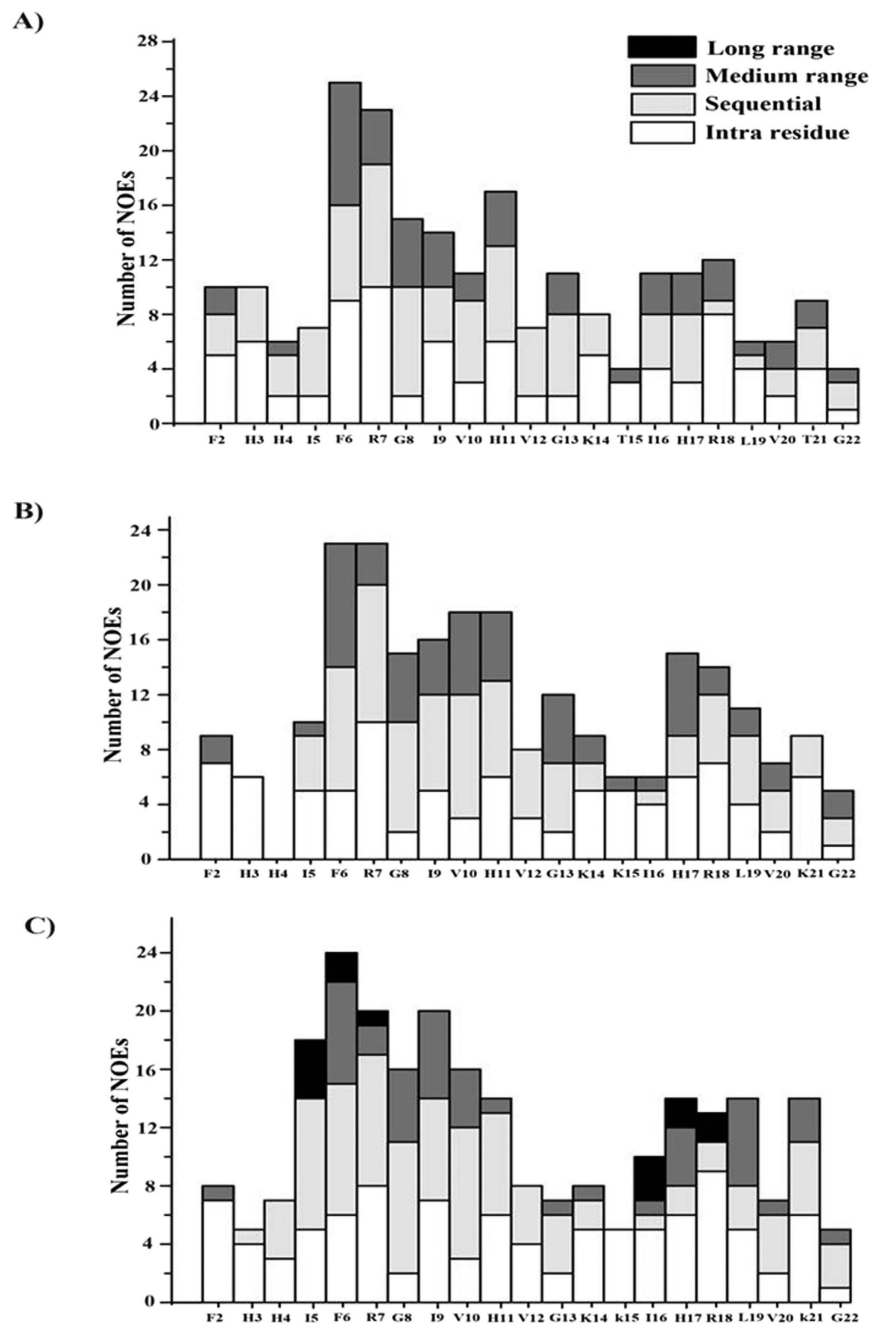 A)
Number of NOEs
28
24
20
16
12
8
4
0
Long range
Medium range
Sequential
Intra residue
F2 H3 H4 I5 F6 R7 G8 I9 V10 H11 V12 G13 K14 T15 I16 H17 R18 L19 V20 T21 G22
B)
Number of NOEs
24
20
16
12
8
4
0
F2 H3 H4 I5 F6 R7 G8 I9 V10 H11 V12 G13 K14 K15 I16 H17 R18 L19 V20 K21 G22
C)
Number of NOEs
24
20
16
12
8
4
0
F2 H3 H4 I5 F6 R7 G8 I9 V10 H11 V12 G13 K14 k15 I16 H17 R18 L19 V20 k21 G22